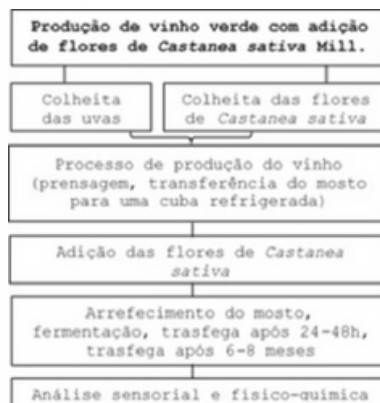 Produção de vinho verde com adição
de flores de Castanea sativa Mill.
Colheita
das uvas
Colheita das flores
de Castanea sativa
Processo de produção do vinho
(prensagem, transferência do mosto
para uma cuba refrigerada)
Adição das flores de Castanea
sativa
Arrefecimento do mosto,
fermentação, trasfega após 24-48h,
trasfega após 6-8 meses
Análise sensorial e físico-química